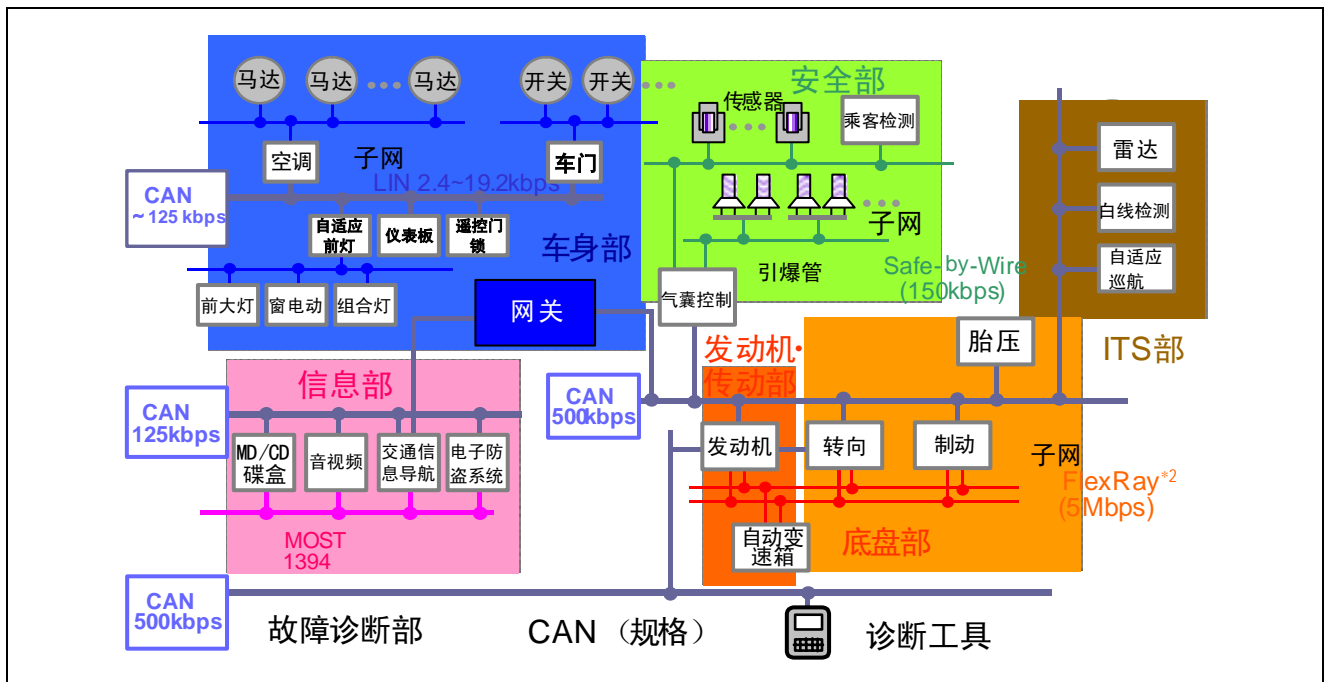 马达
马达
马达
开关
开关
安全部
传感器
乘客检测
雷达
白线检测
自适应
巡航
ITS部
空调
子网
车门
LIN 2.4~19.2kbps
CAN
~125 kbps
自适应
前灯
仪表板
遥控门
锁
车身部
前大灯
窗电动
组合灯
网关
子网
引爆管
Safe-by-Wire
(150kbps)
气囊控制
发动机·
传动部
胎压
信息部
CAN
125kbps
CAN
500kbps
MD/CD
碟盒
音视频
交通信
息导航
电子防
盗系统
发动机
转向
制动
子网
FlexRay*2
(5Mbps)
MOST
1394
自动变
速箱
底盘部
CAN
500kbps
故障诊断部
CAN（规格）
诊断工具